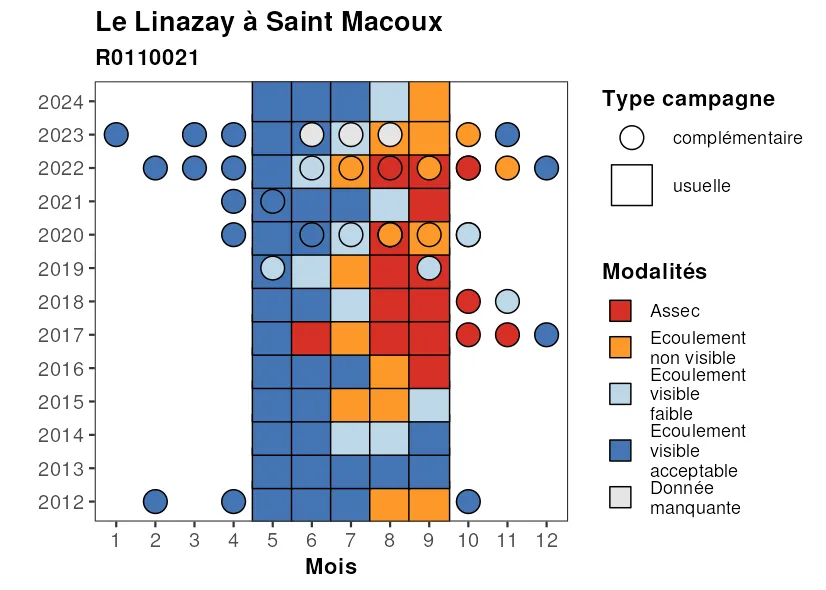 Le Linazay à Saint Macoux
R0110021
2024
2023
2022
2021
2020
2019
2018
2017
2016
2015
2014
2013
2012
1 2 3 4 5 6 7 8 9 10 11 12
Mois
Type campagne
complémentaire
usuelle
Modalités
Assec
Ecoulement
non visible
Ecoulement
visible
faible
Ecoulement
visible
acceptable
Donnée
manquante